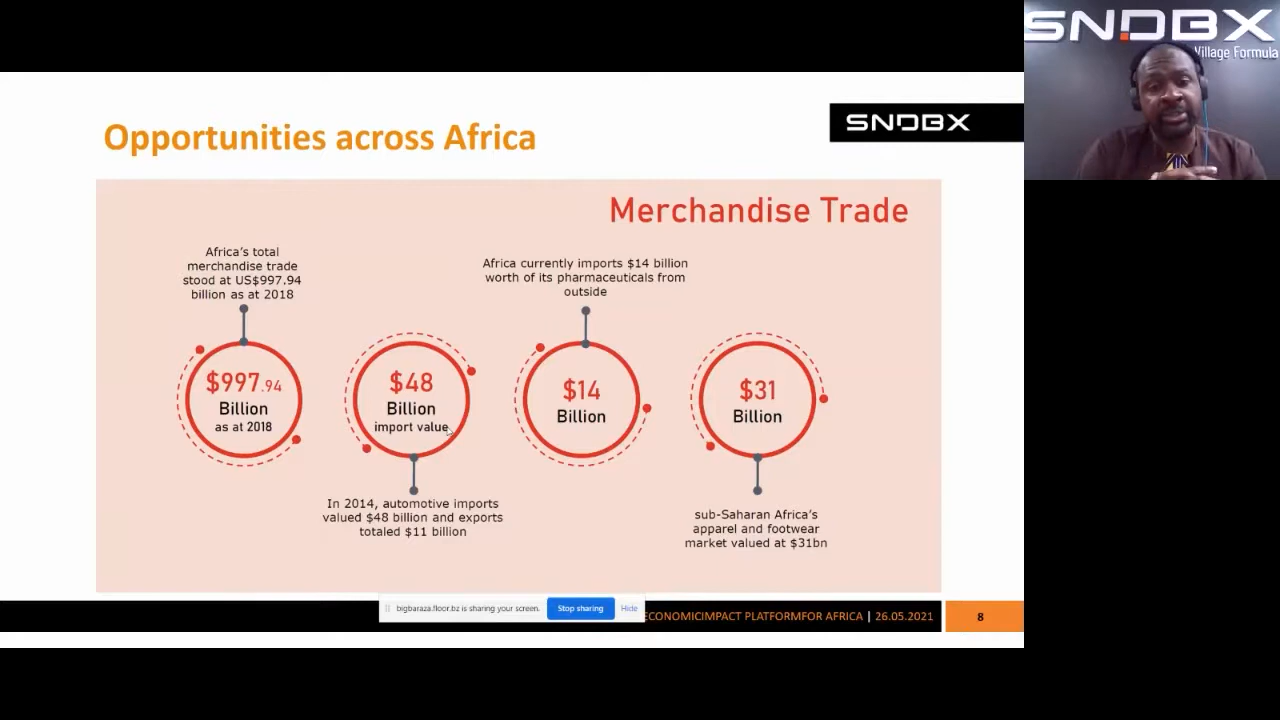 SNDBX
Village Formula
Opportunities across Africa
SNDBX
Merchandise Trade
Africa's total
merchandise trade
stood at US$997.94
billion as at 2018
Africa currently imports $14 billion
worth of its pharmaceuticals from
outside
$997.94
Billion
as at 2018
$48
Billion
import value
$14
Billion
$31
Billion
In 2014, automotive imports
valued $48 billion and exports
totaled $11 billion
sub-Saharan Africa's
apparel and footwear
market valued at $31bn
bigbaraza.floor.bz is sharing your screen.
Stop sharing
Hide
ECONOMICIMPACT PLATFORMFOR AFRICA | 26.05.2021
8